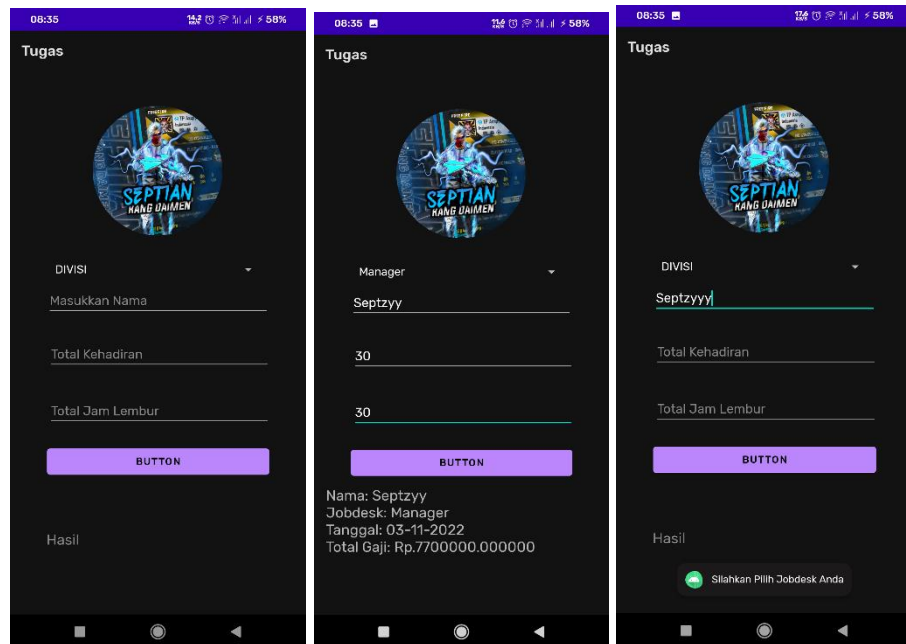 08:35
58%
Tugas
SEPTIAN
KANG DAIMEN
DIVISI
Masukkan Nama
Total Kehadiran
Total Jam Lembur
BUTTON
Hasil
08:35
58%
Tugas
SEPTIAN
KANG DAIMEN
Manager
Septzyy
30
30
BUTTON
Nama: Septzyy
Jobdesk: Manager
Tanggal: 03-11-2022
Total Gaji: Rp.7700000.000000
08:35
58%
Tugas
SEPTIAN
KANG DAIMEN
DIVISI
Septzyyy
Total Kehadiran
Total Jam Lembur
BUTTON
Hasil
Silahkan Pilih Jobdesk Anda